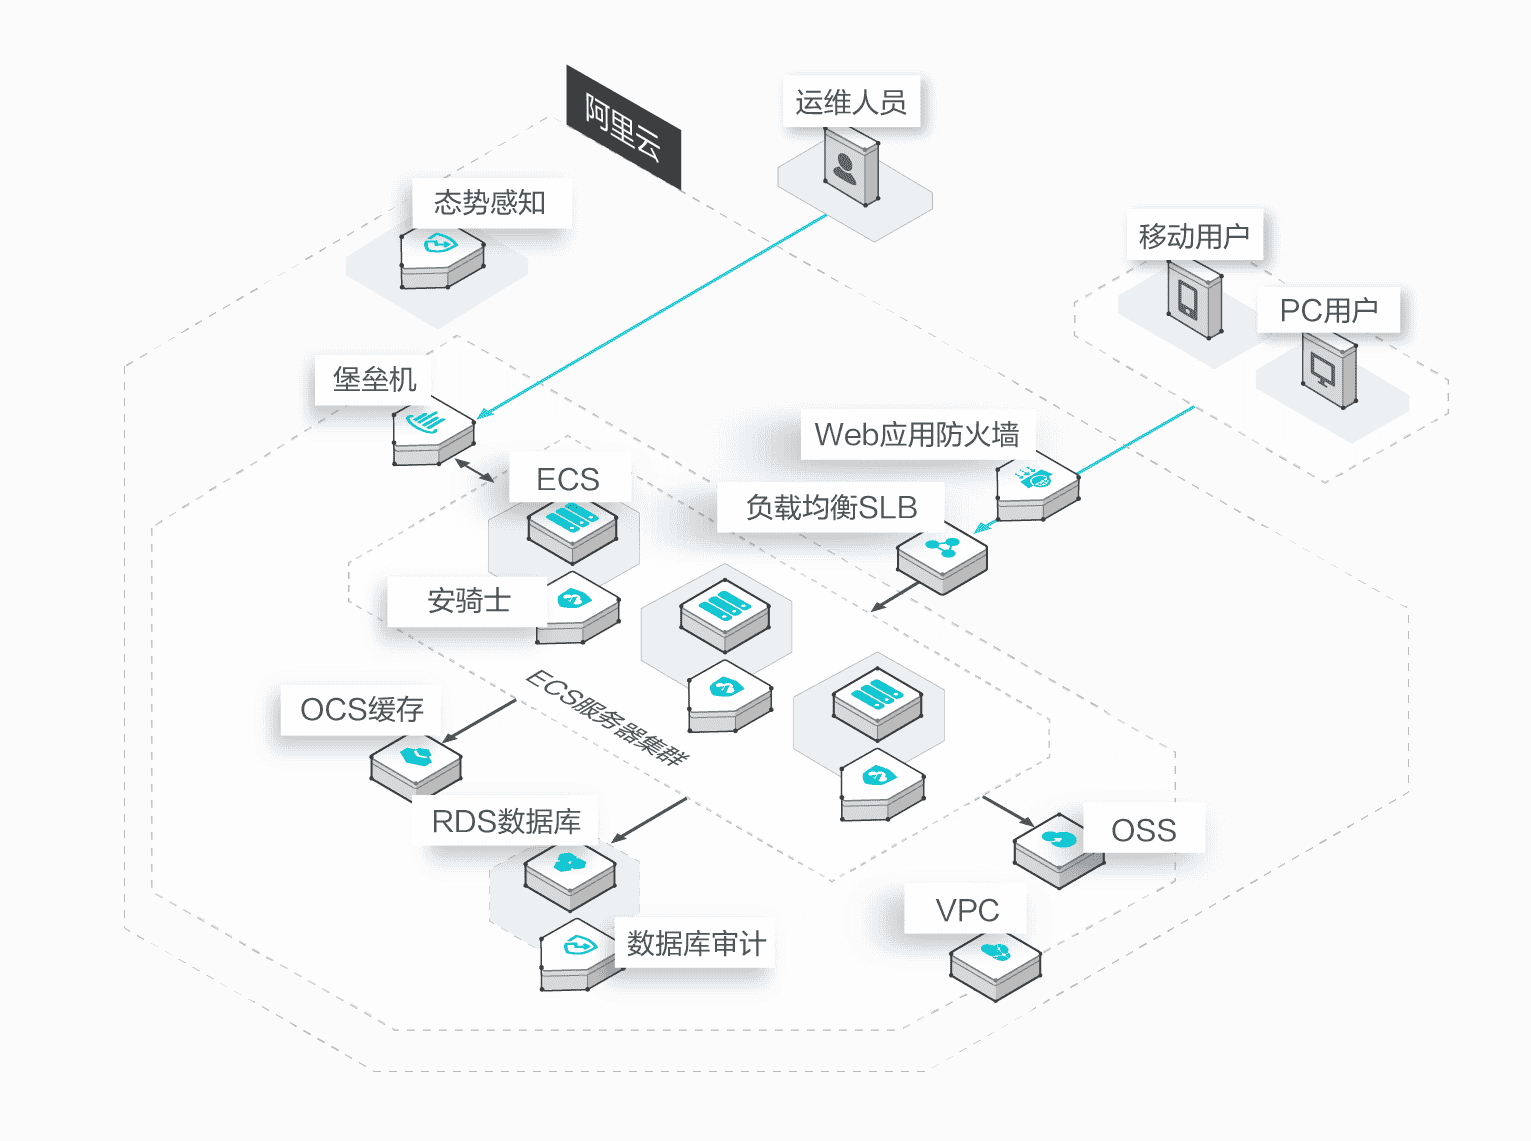 阿里云
运维人员
态势感知
移动用户
PC用户
堡垒机
Web应用防火墙
ECS
负载均衡SLB
安骑士
ECS服务器集群
OCS缓存
RDS数据库
OSS
VPC
数据库审计